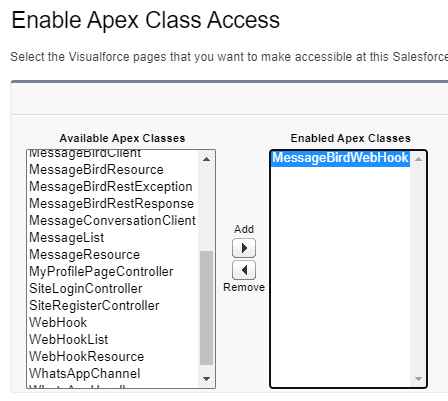 Enable Apex Class Access
Select the Visualforce pages that you want to make accessible at this Salesforce
Available Apex Classes
MessageBirdClient
MessageBirdResource
MessageBirdRestException
MessageBirdRestResponse
MessageConversationClient
MessageList
MessageResource
MyProfilePageController
SiteLoginController
SiteRegisterController
WebHook
WebHookList
WebHookResource
WhatsAppChannel
Add
Remove
Enabled Apex Classes
MessageBirdWebHook